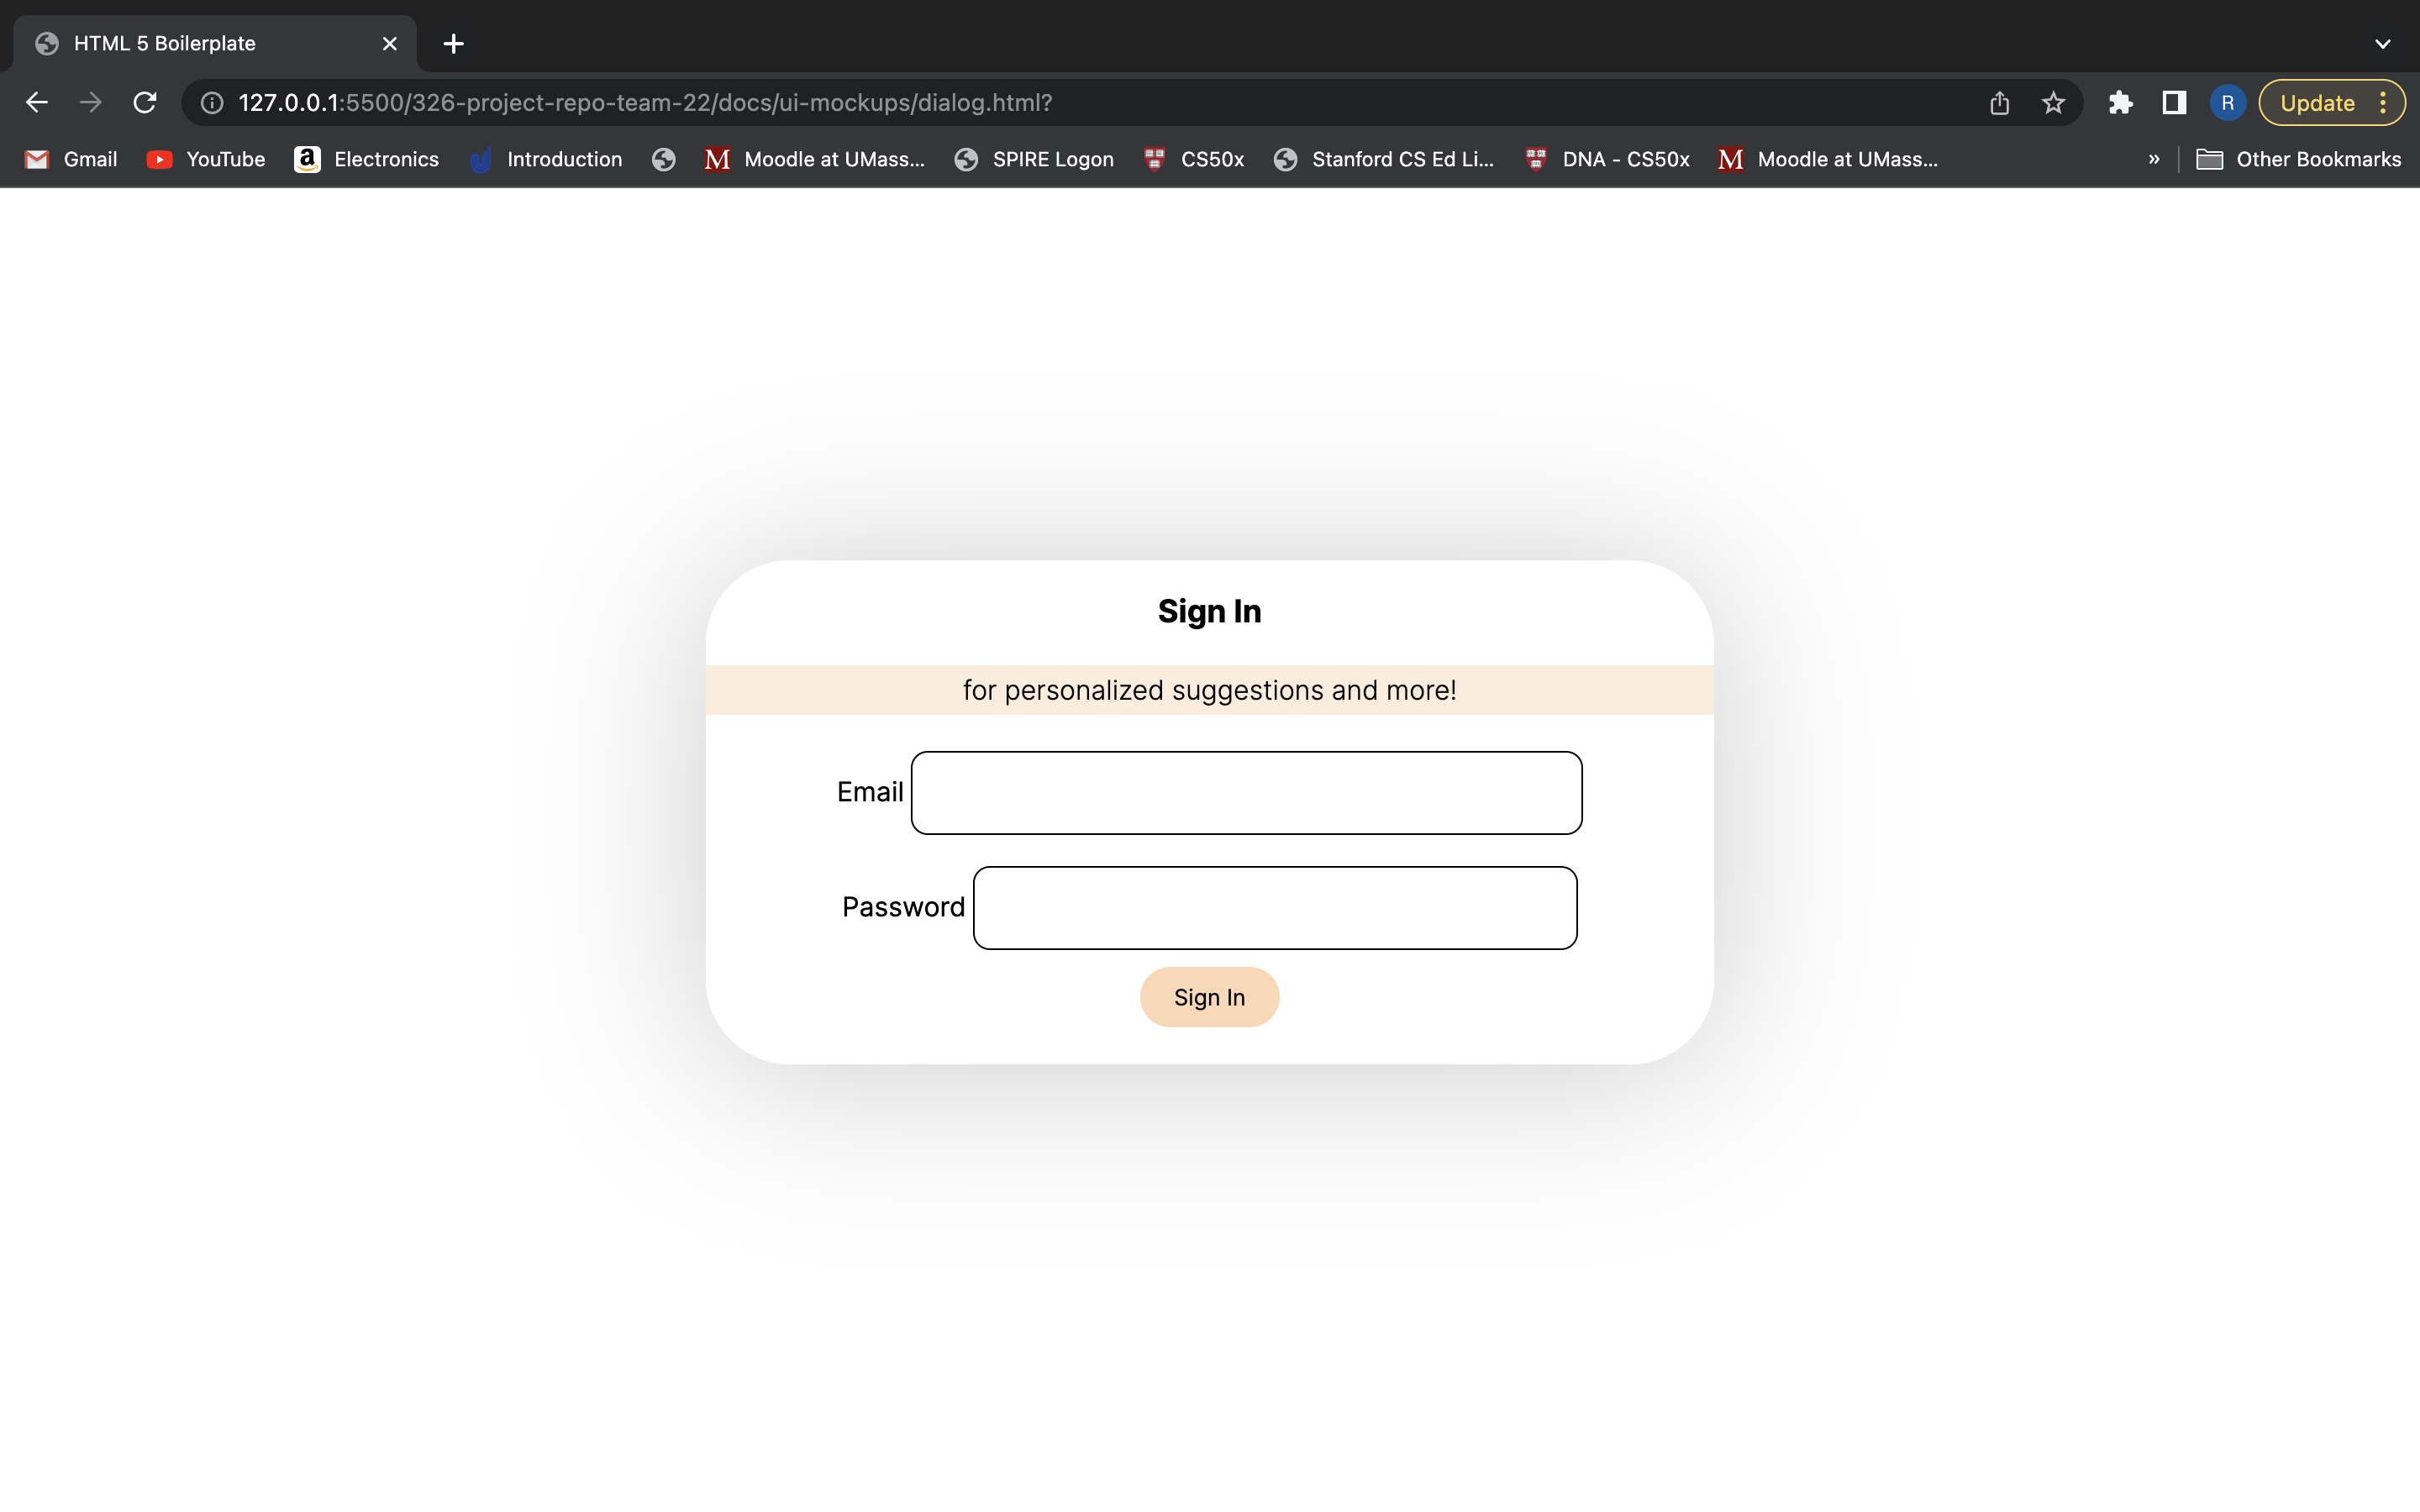 HTML 5 Boilerplate
127.0.0.1:5500/326-project-repo-team-22/docs/ui-mockups/dialog.html?
R
Update
Gmail YouTube a Electronics Introduction M Moodle at UMass... SPIRE Logon CS50x Stanford CS Ed Li... DNA - CS50x M Moodle at UMass... » Other Bookmarks
Sign In
for personalized suggestions and more!
Email
Password
Sign In